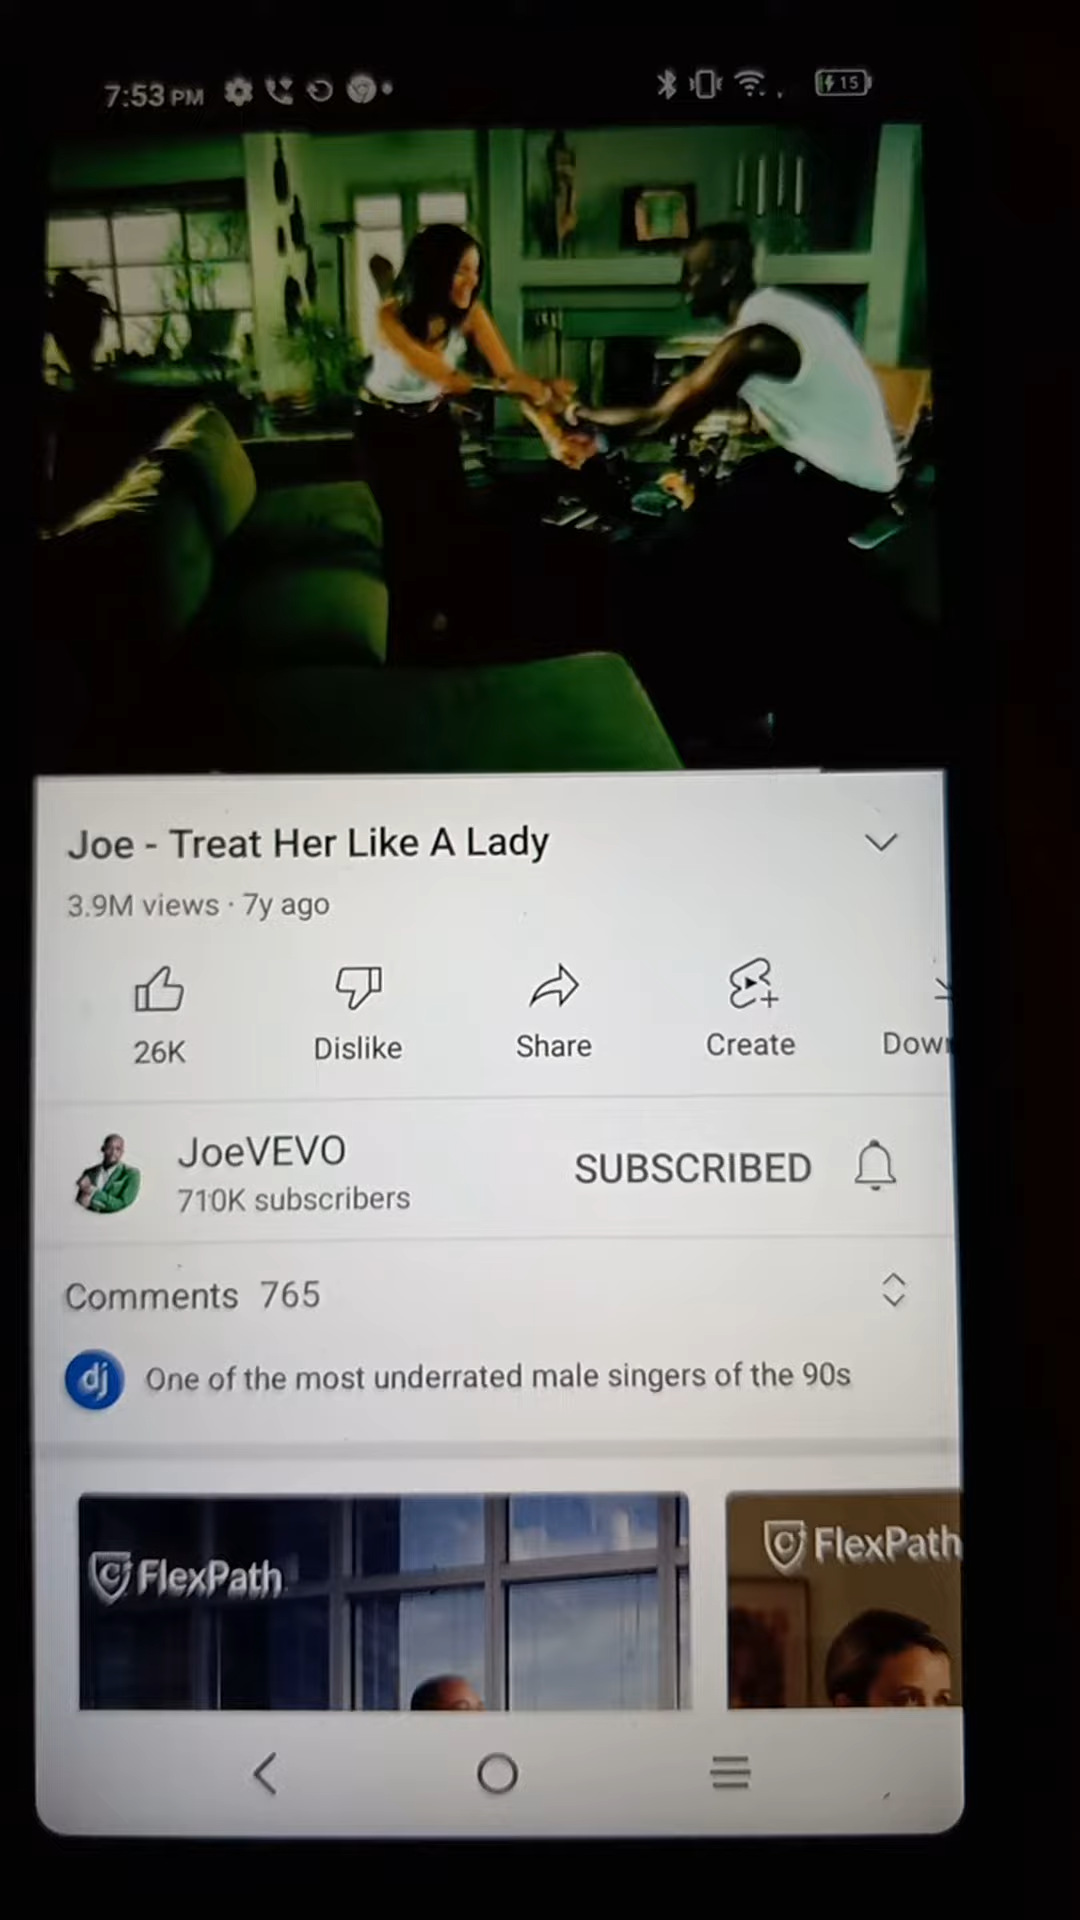 7:53 PM
15
Joe - Treat Her Like A Lady
3.9M views · 7y ago
26K
Dislike
Share
Create
Down
JoeVEVO
710K subscribers
SUBSCRIBED
Comments 765
dj
One of the most underrated male singers of the 90s
FlexPath
FlexPath